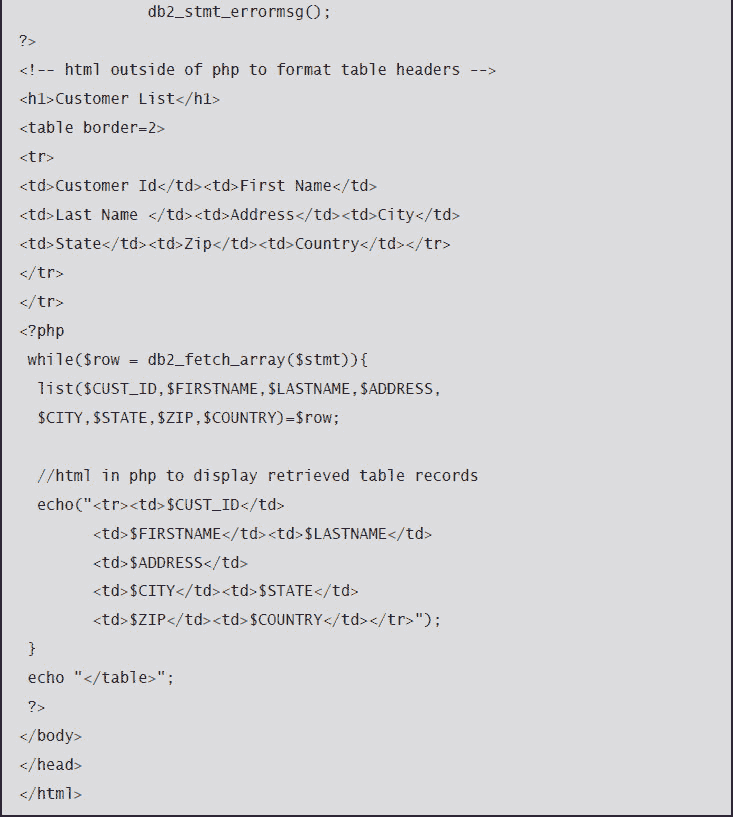 db2_stmt_errormsg();
?>
<!-- html outside of php to format table headers -->
<h1>Customer List</h1>
<table border=2>
<tr>
<td>Customer Id</td><td>First Name</td>
<td>Last Name </td><td>Address</td><td>City</td>
<td>State</td><td>Zip</td><td>Country</td></tr>
</tr>
</tr>
<?php
while($row = db2_fetch_array($stmt)){
list($CUST_ID,$FIRSTNAME,$LASTNAME,$ADDRESS,
$CITY,$STATE,$ZIP,$COUNTRY)=$row;
//html in php to display retrieved table records
echo("<tr><td>$CUST_ID</td>
<td>$FIRSTNAME</td><td>$LASTNAME</td>
<td>$ADDRESS</td>
<td>$CITY</td><td>$STATE</td>
<td>$ZIP</td><td>$COUNTRY</td></tr>");
}
echo "</table>";
?>
</body>
</head>
</html>